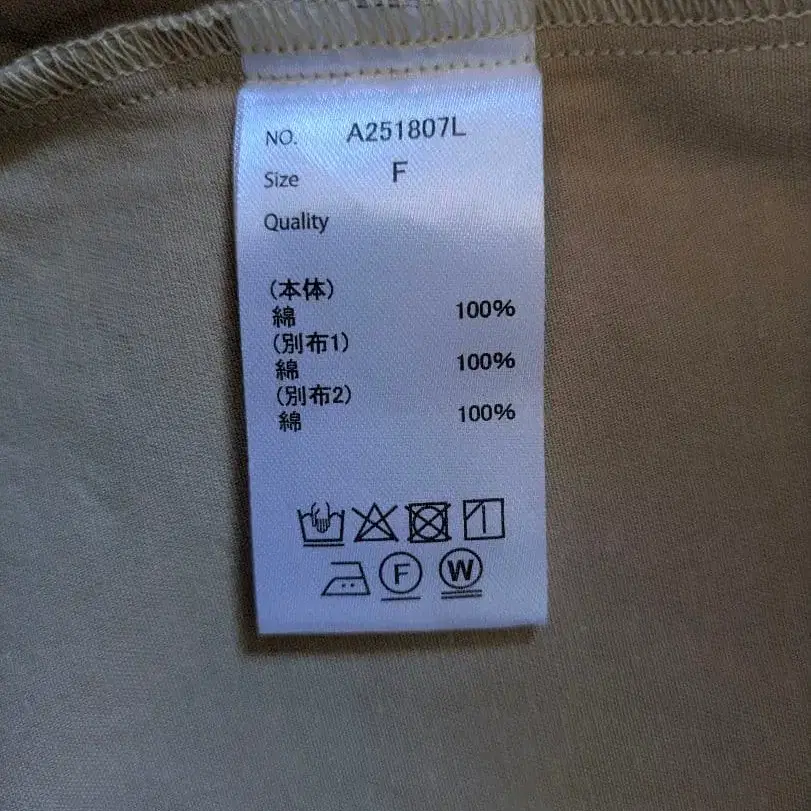 NO. A251807L
Size F
Quality
(本体)
綿 100%
(別布1)
綿 100%
(別布2)
綿 100%
F W